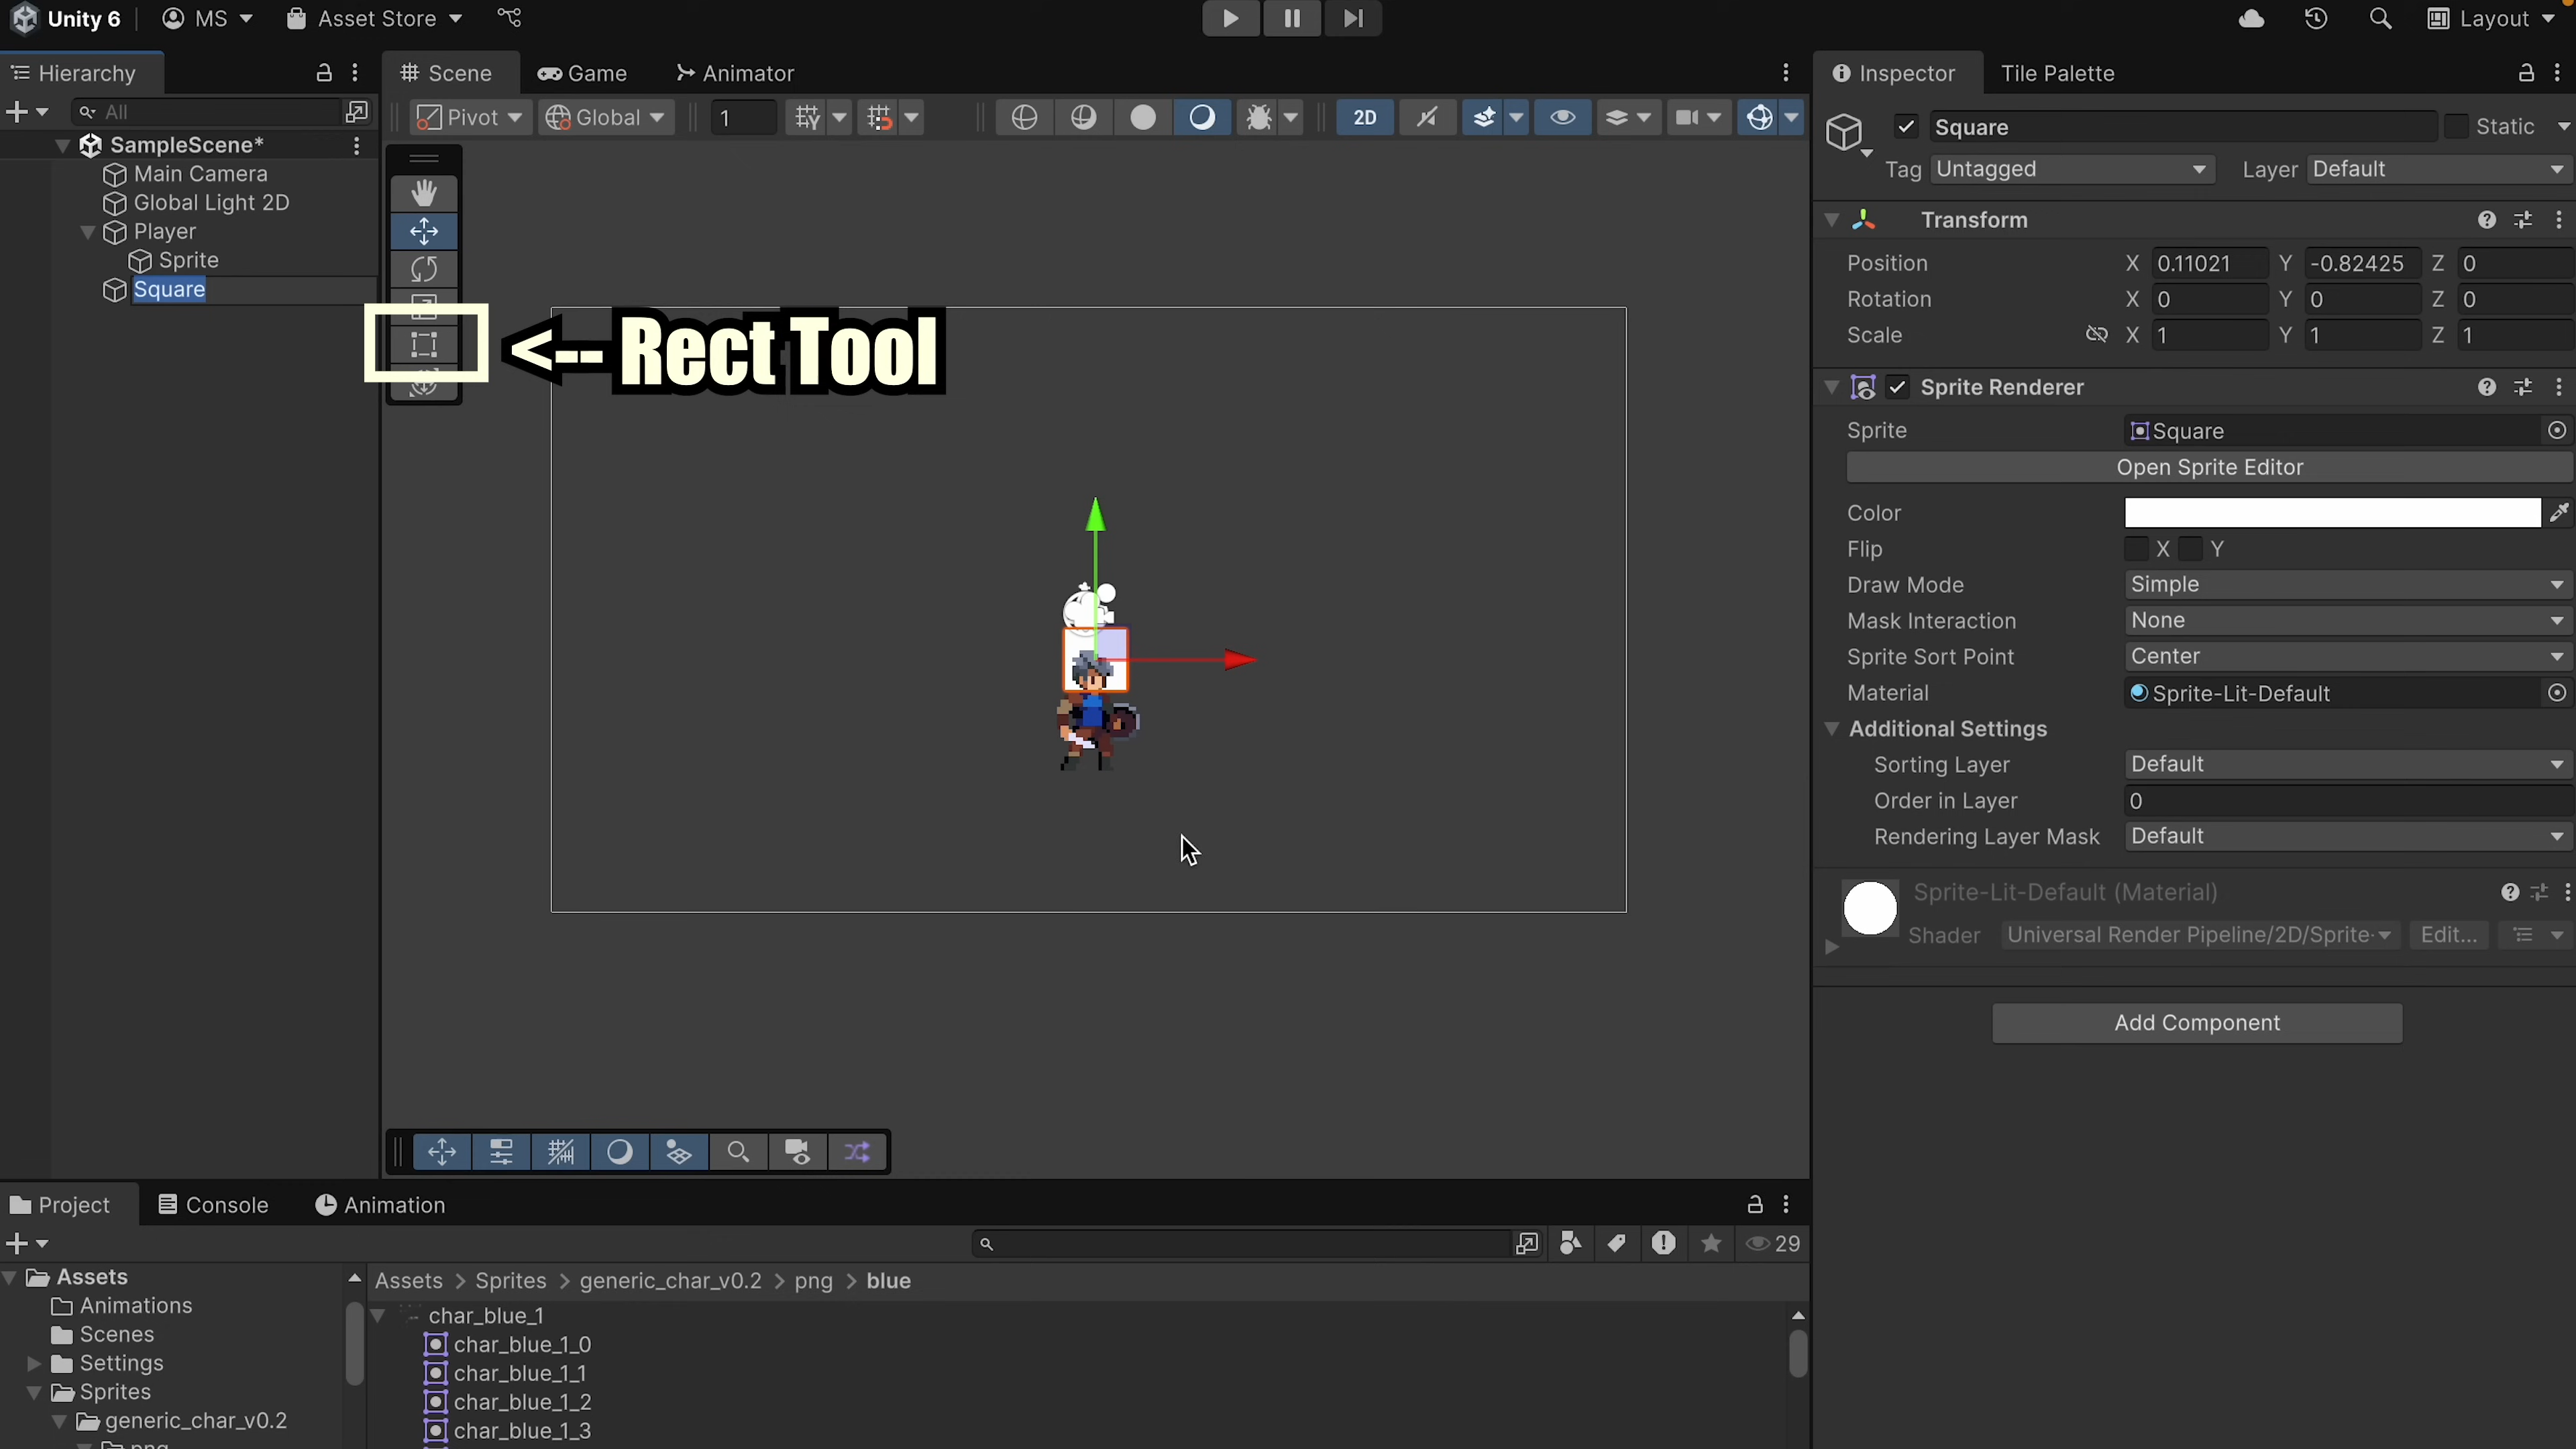 Unity 6 MS Asset Store Layout
Hierarchy
All
SampleScene*
Main Camera
Global Light 2D
Player
Sprite
Square
Scene Game Animator
Pivot Global 1 2D
<-- Rect Tool
Inspector Tile Palette
Square Static
Tag Untagged Layer Default
Transform
Position X 0.11021 Y -0.82425 Z 0
Rotation X 0 Y 0 Z 0
Scale X 1 Y 1 Z 1
Sprite Renderer
Sprite Square
Open Sprite Editor
Color
Flip X Y
Draw Mode Simple
Mask Interaction None
Sprite Sort Point Center
Material Sprite-Lit-Default
Additional Settings
Sorting Layer Default
Order in Layer 0
Rendering Layer Mask Default
Sprite-Lit-Default (Material)
Shader Universal Render Pipeline/2D/Sprite- Edit...
Add Component
Project Console Animation
29
Assets
Animations
Scenes
Settings
Sprites
generic_char_v0.2
png
Assets > Sprites > generic_char_v0.2 > png > blue
char_blue_1
char_blue_1_0
char_blue_1_1
char_blue_1_2
char_blue_1_3